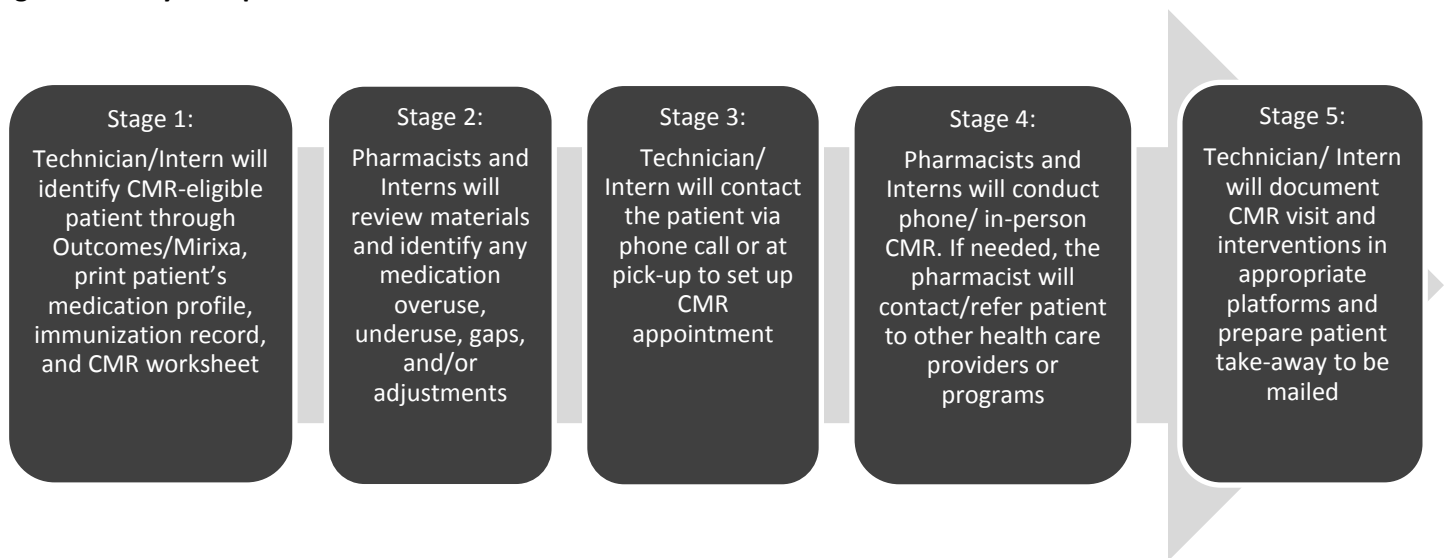 Stage 1:
Technician/Intern will
identify CMR-eligible
patient through
Outcomes/Mirixa,
print patient’s
medication profile,
immunization record,
and CMR worksheet
Stage 2:
Pharmacists and
Interns will
review materials
and identify any
medication
overuse,
underuse, gaps,
and/or
adjustments
Stage 3:
Technician/
Intern will contact
the patient via
phone call or at
pick-up to set up
CMR
appointment
Stage 4:
Pharmacists and
Interns will conduct
phone/ in-person
CMR. If needed, the
pharmacist will
contact/refer patient
to other health care
providers or
programs
Stage 5:
Technician/ Intern
will document
CMR visit and
interventions in
appropriate
platforms and
prepare patient
take-away to be
mailed